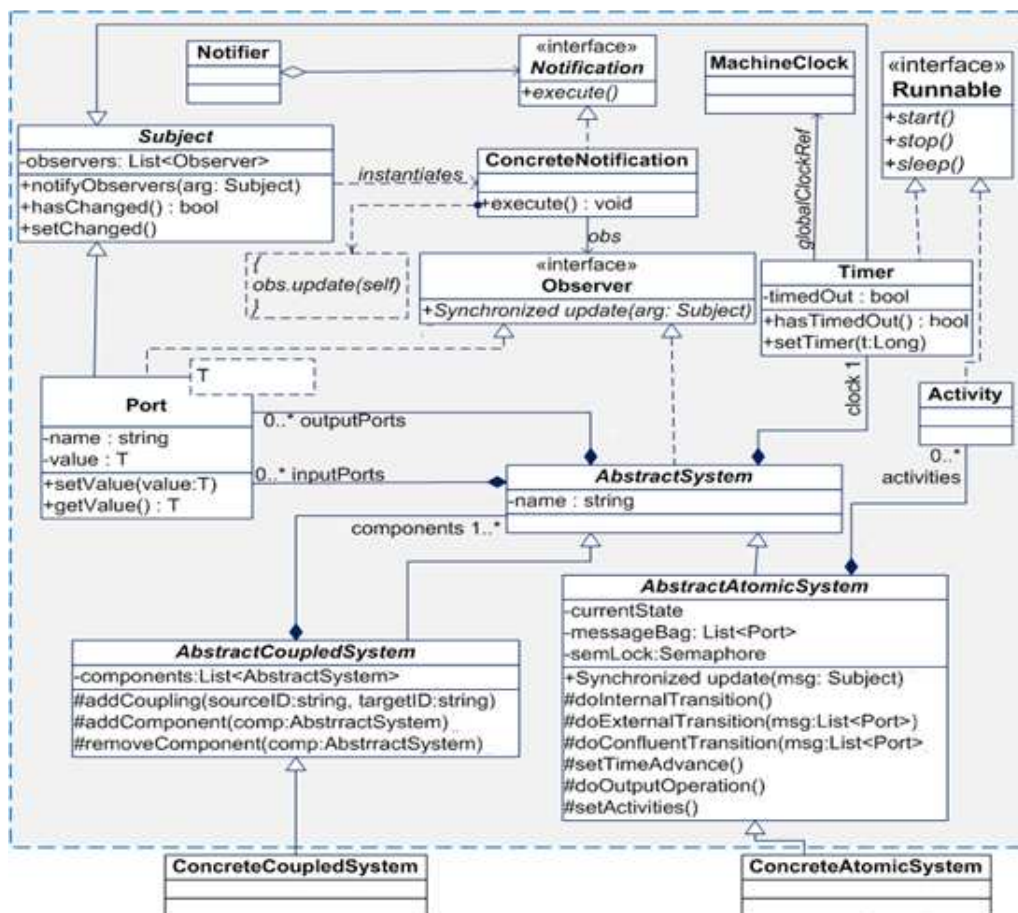 Notifier
«interface»
Notification
+execute()
MachineClock
«interface»
Runnable
+start()
+stop()
+sleep()
Subject
-observers: List<Observer>
+notifyObservers(arg: Subject)
+hasChanged() : bool
+setChanged()
instantiates
ConcreteNotification
+execute() : void
globalClockRef
obs
{
obs.update(self)
}
«interface»
Observer
+Synchronized update(arg: Subject)
Timer
-timedOut : bool
+hasTimedOut() : bool
+setTimer(t:Long)
T
Port
-name : string
-value : T
+setValue(value:T)
+getValue() : T
0..* outputPorts
0..* inputPorts
clock 1
Activity
0..*
activities
AbstractSystem
-name : string
components 1..*
AbstractCoupledSystem
-components:List<AbstractSystem>
#addCoupling(sourceID:string, targetID:string)
#addComponent(comp:AbstrractSystem)
#removeComponent(comp:AbstrractSystem)
AbstractAtomicSystem
-currentState
-messageBag: List<Port>
-semLock:Semaphore
+Synchronized update(msg: Subject)
#doInternalTransition()
#doExternalTransition(msg:List<Port>)
#doConfluentTransition(msg:List<Port>
#setTimeAdvance()
#doOutputOperation()
#setActivities()
ConcreteCoupledSystem
ConcreteAtomicSystem